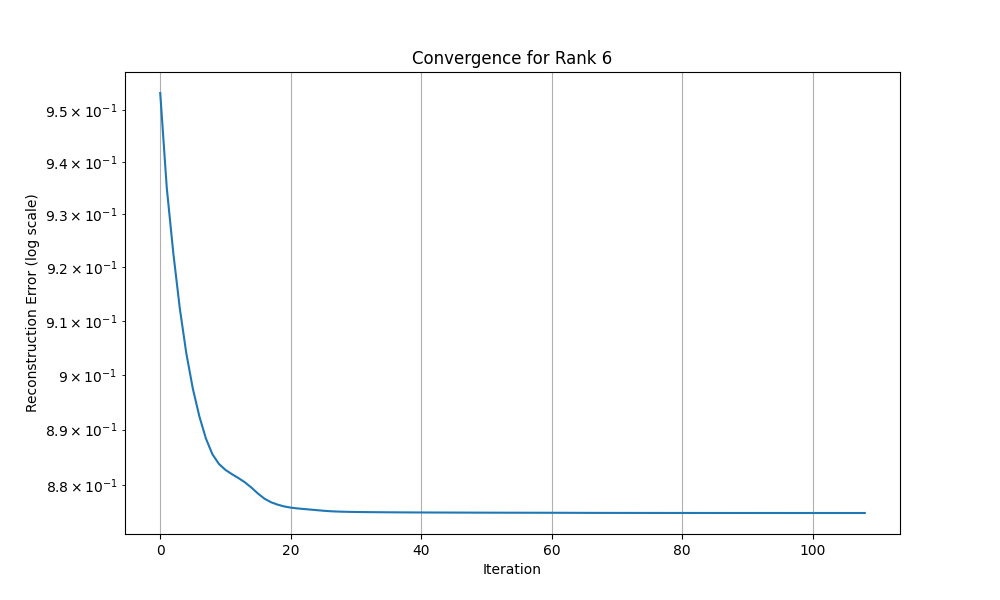 Convergence for Rank 6
Reconstruction Error (log scale)
9.5 × 10⁻¹
9.4 × 10⁻¹
9.3 × 10⁻¹
9.2 × 10⁻¹
9.1 × 10⁻¹
9 × 10⁻¹
8.9 × 10⁻¹
8.8 × 10⁻¹
0 20 40 60 80 100
Iteration